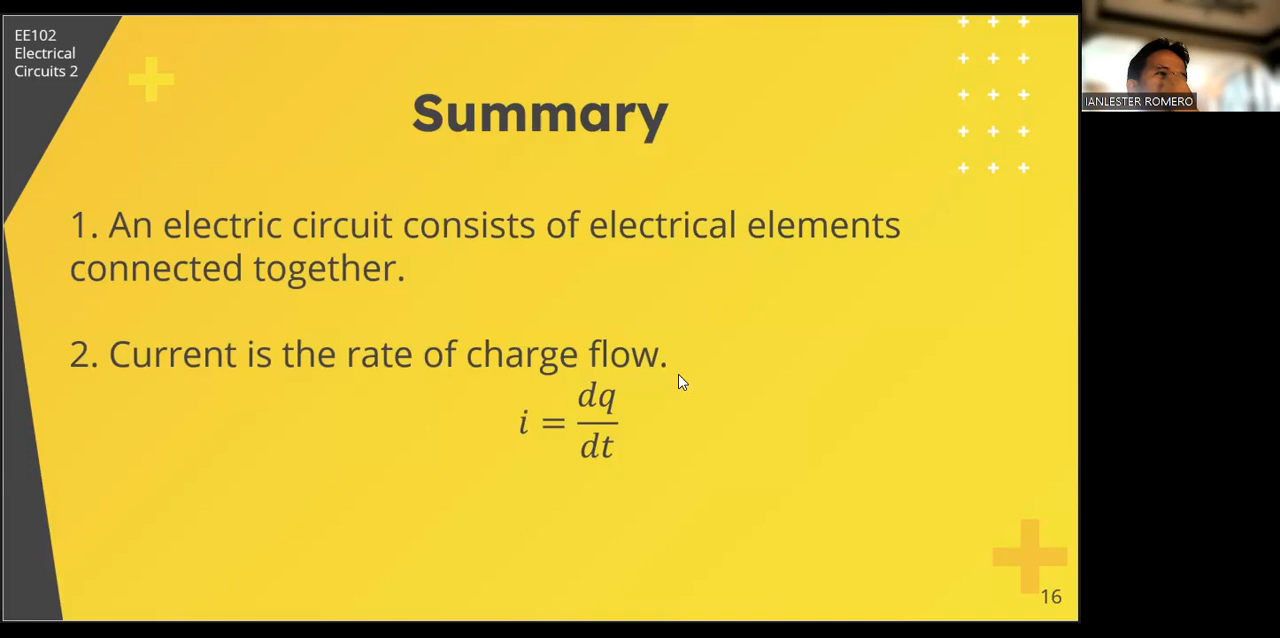 EE102
Electrical
Circuits 2
Summary
1. An electric circuit consists of electrical elements
connected together.
2. Current is the rate of charge flow.
i = dq/dt
16
IANLESTER ROMERO